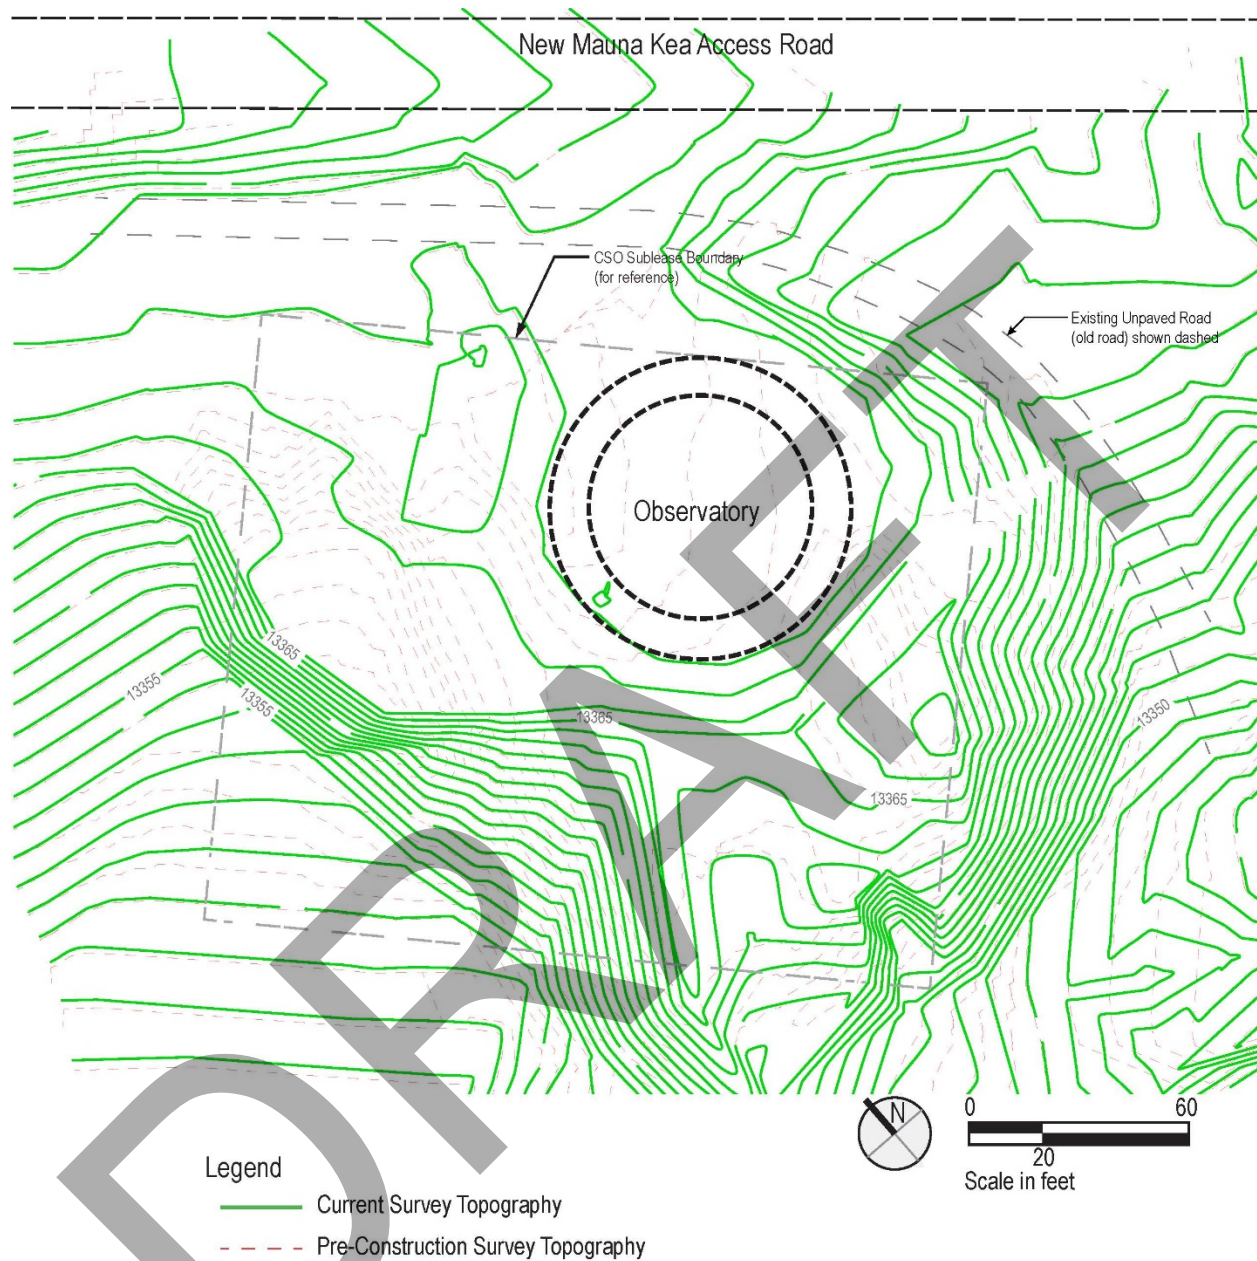 New Mauna Kea Access Road
CSO Sublease Boundary
(for reference)
Existing Unpaved Road
(old road) shown dashed
Observatory
13365
13355
13355
13365
13350
13365
DRAFT
N
0 60
20
Scale in feet
Legend
Current Survey Topography
Pre-Construction Survey Topography